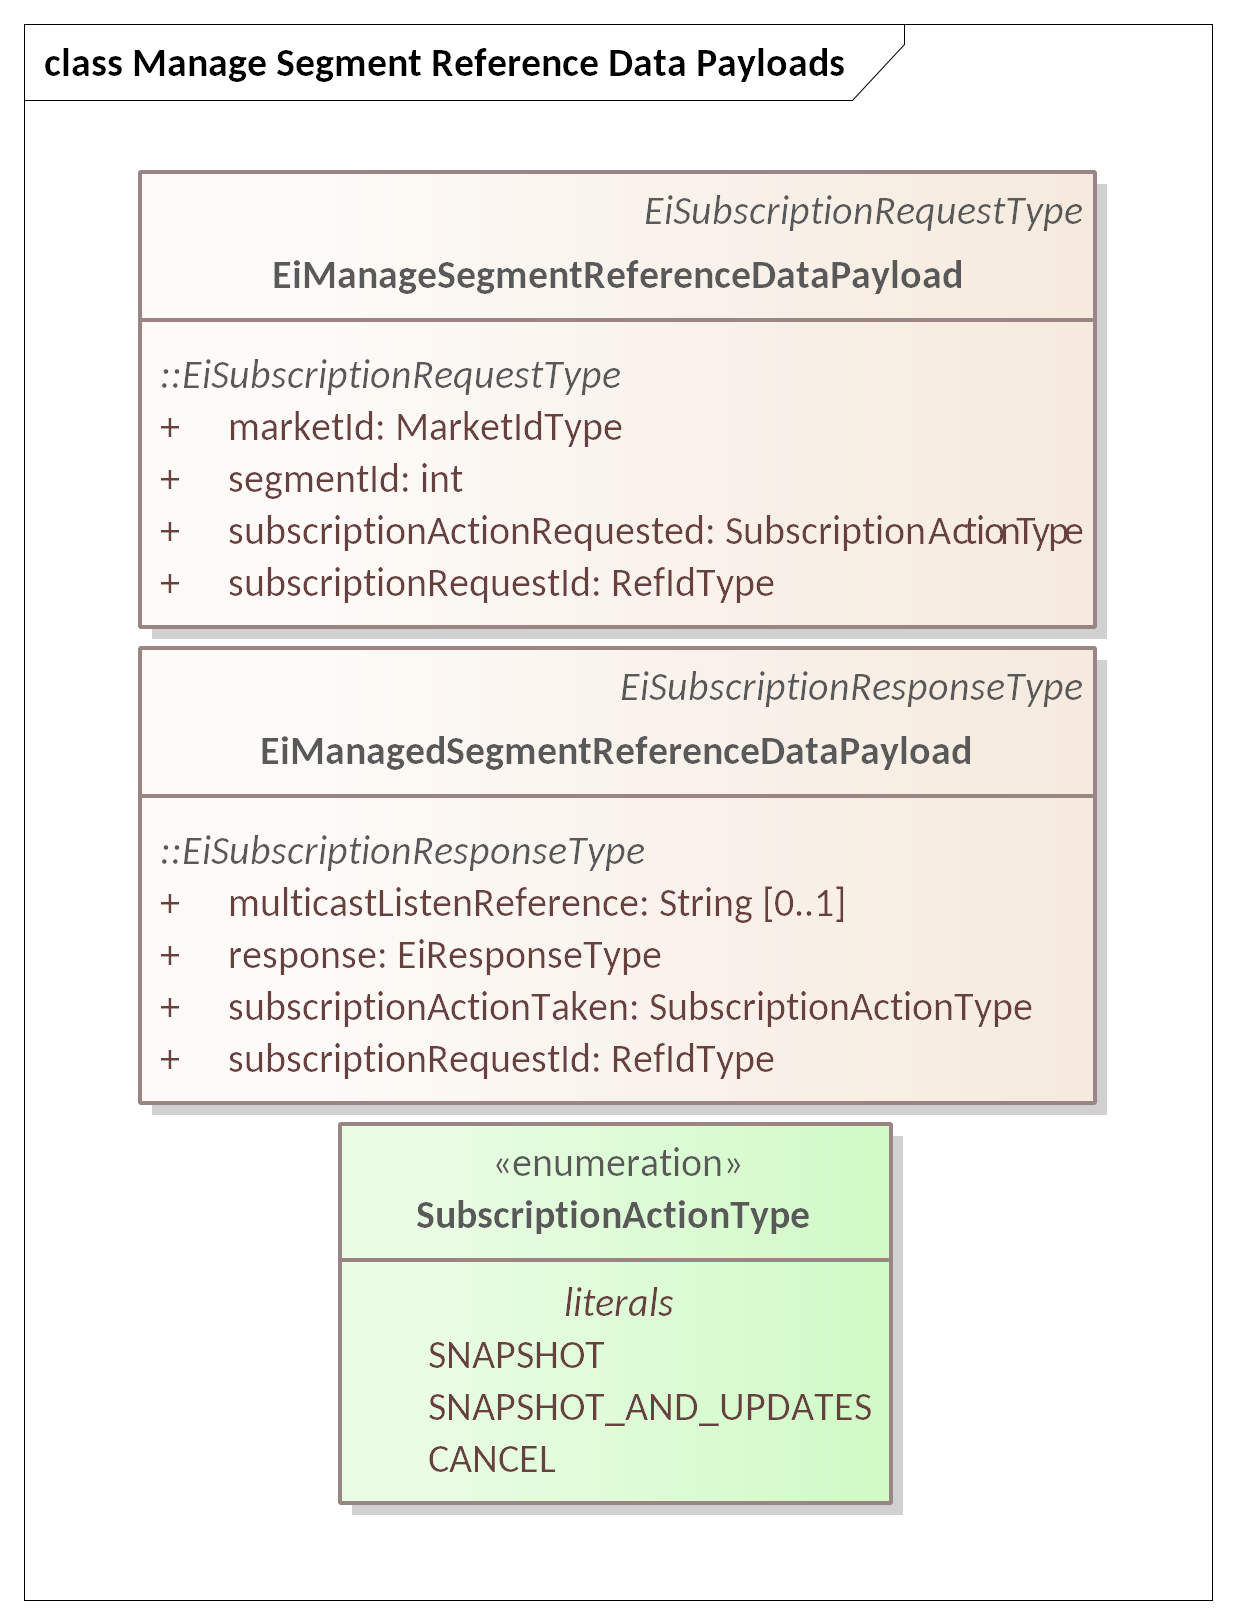 class Manage Segment Reference Data Payloads
EiSubscriptionRequestType
EiManageSegmentReferenceDataPayload
::EiSubscriptionRequestType
+ marketId: MarketIdType
+ segmentId: int
+ subscriptionActionRequested: SubscriptionActionType
+ subscriptionRequestId: RefIdType
EiSubscriptionResponseType
EiManagedSegmentReferenceDataPayload
::EiSubscriptionResponseType
+ multicastListenReference: String [0..1]
+ response: EiResponseType
+ subscriptionActionTaken: SubscriptionActionType
+ subscriptionRequestId: RefIdType
«enumeration»
SubscriptionActionType
literals
SNAPSHOT
SNAPSHOT_AND_UPDATES
CANCEL